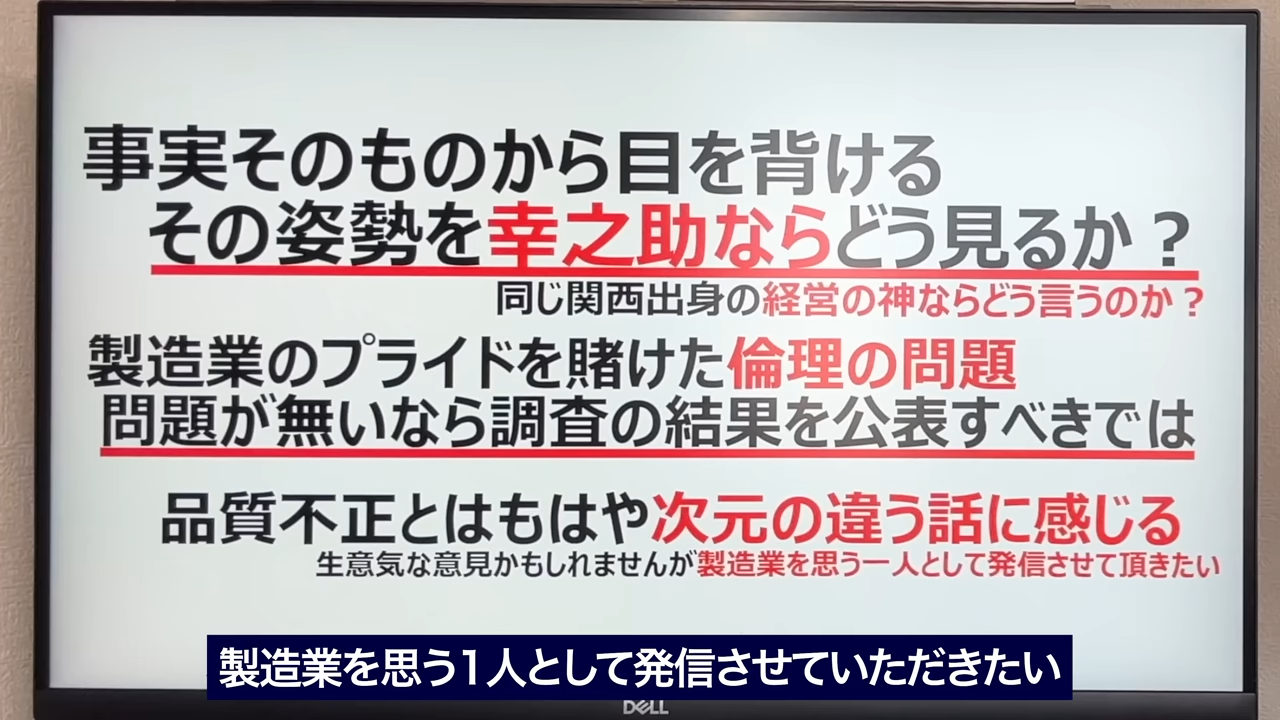 事実そのものから目を背ける
その姿勢を幸之助ならどう見るか？
同じ関西出身の経営の神ならどう言うのか？
製造業のプライドを賭けた倫理の問題
問題が無いなら調査の結果を公表すべきでは
品質不正とはもはや次元の違う話に感じる
生意気な意見かもしれませんが製造業を思う一人として発信させて頂きたい
製造業を思う1人として発信させていただきたい
DELL